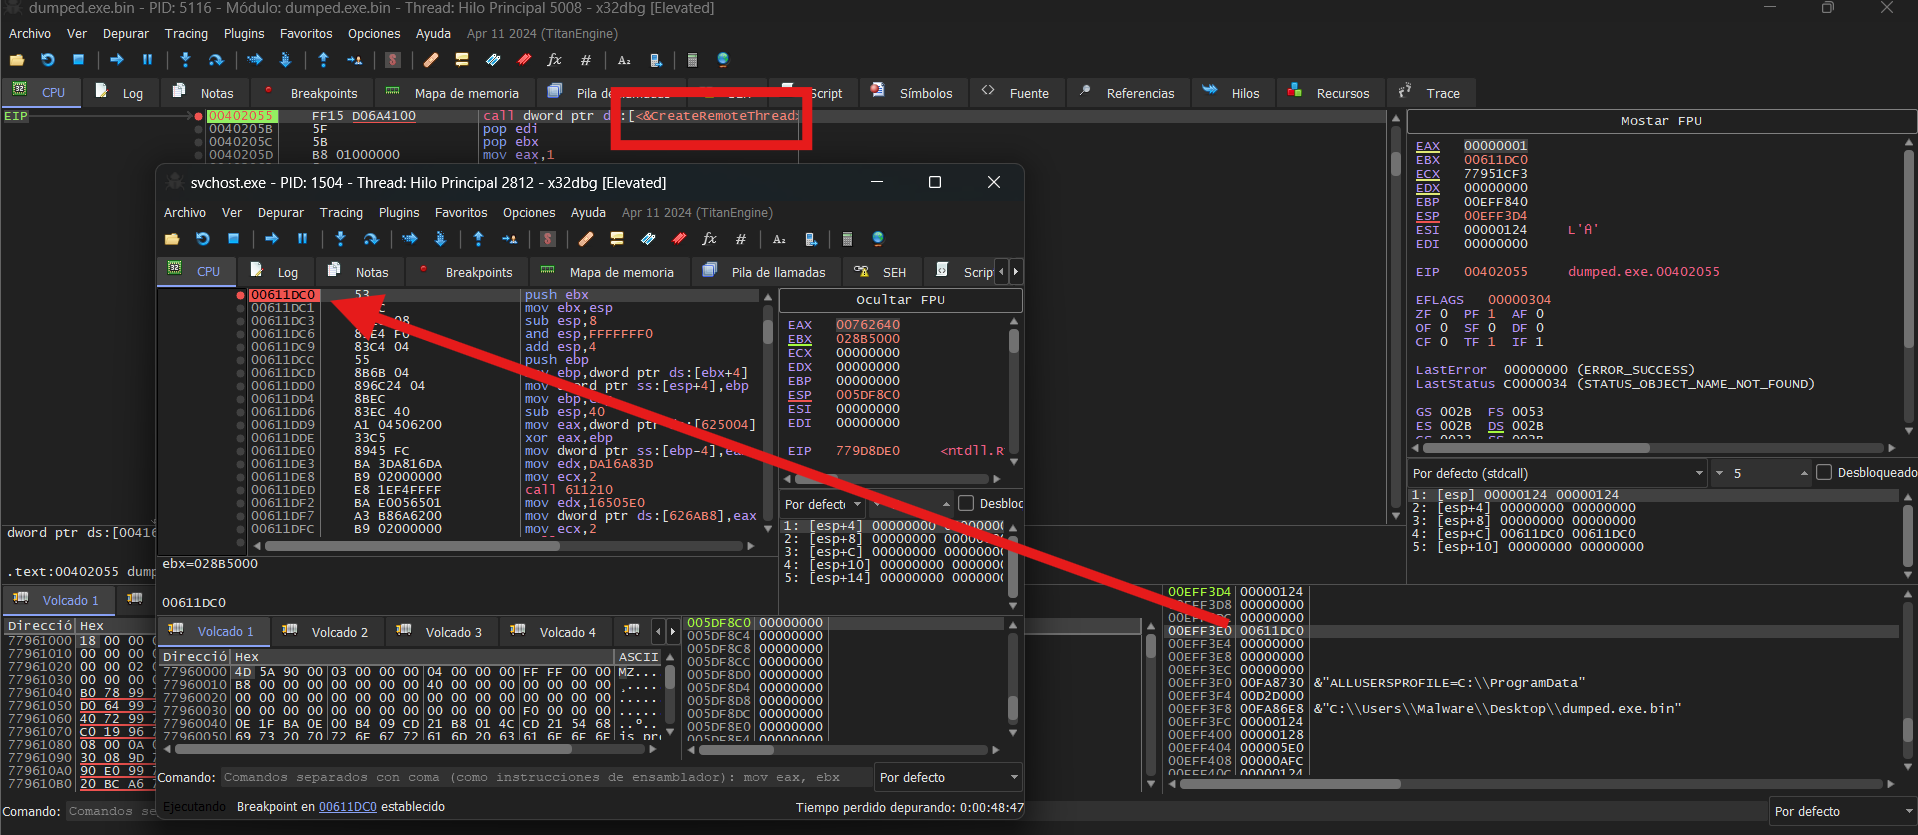 dumped.exe.bin - PID: 5116 - Módulo: dumped.exe.bin - Thread: Hilo Principal 5008 - x32dbg [Elevated]
Archivo Ver Depurar Tracing Plugins Favoritos Opciones Ayuda Apr 11 2024 (TitanEngine)
CPU Log Notas Breakpoints Mapa de memoria Pila de Script Símbolos Fuente Referencias Hilos Recursos Trace
EIP 00402055 FF15 D06A4100 call dword ptr ds:[<&CreateRemoteThread>
0040205B 5F pop edi
0040205C 5B pop ebx
0040205D B8 01000000 mov eax,1
Mostar FPU
EAX 00000001
EBX 00611DC0
ECX 77951CF3
EDX 00000000
EBP 00EFF840
ESP 00EFF3D4
ESI 00000124 L'Ĥ'
EDI 00000000
EIP 00402055 dumped.exe.00402055
EFLAGS 00000304
ZF 0 PF 1 AF 0
OF 0 SF 0 DF 0
CF 0 TF 1 IF 1
LastError 00000000 (ERROR_SUCCESS)
LastStatus C0000034 (STATUS_OBJECT_NAME_NOT_FOUND)
GS 002B FS 0053
ES 002B DS 002B
Por defecto (stdcall) 5 Desbloqueado
1: [esp] 00000124 00000124
2: [esp+4] 00000000 00000000
3: [esp+8] 00000000 00000000
4: [esp+C] 00611DC0 00611DC0
5: [esp+10] 00000000 00000000
svchost.exe - PID: 1504 - Thread: Hilo Principal 2812 - x32dbg [Elevated]
Archivo Ver Depurar Tracing Plugins Favoritos Opciones Ayuda Apr 11 2024 (TitanEngine)
CPU Log Notas Breakpoints Mapa de memoria Pila de llamadas SEH Scrip
00611DC0 53 push ebx
00611DC1 mov ebx,esp
00611DC3 08 sub esp,8
00611DC6 F0 and esp,FFFFFFF0
00611DC9 83C4 04 add esp,4
00611DCC 55 push ebp
00611DCD 8B6B 04 mov ebp,dword ptr ds:[ebx+4]
00611DD0 896C24 04 mov dword ptr ss:[esp+4],ebp
00611DD4 8BEC mov ebp,esp
00611DD6 83EC 40 sub esp,40
00611DD9 A1 04506200 mov eax,dword ptr ds:[625004]
00611DDE 33C5 xor eax,ebp
00611DE0 8945 FC mov dword ptr ss:[ebp-4],ea
00611DE3 BA 3DA816DA mov edx,DA16A83D
00611DE8 B9 02000000 mov ecx,2
00611DED E8 1EF4FFFF call 611210
00611DF2 BA E0056501 mov edx,16505E0
00611DF7 A3 B86A6200 mov dword ptr ds:[626AB8],eax
00611DFC B9 02000000 mov ecx,2
Ocultar FPU
EAX 00762640
EBX 028B5000
ECX 00000000
EDX 00000000
EBP 00000000
ESP 005DF8C0
ESI 00000000
EDI 00000000
EIP 779D8DE0 <ntdll.R
Por defect Desbloc
1: [esp+4] 00000000 0000000
2: [esp+8] 00000000 0000000
3: [esp+C] 00000000 0000000
4: [esp+10] 00000000 000000
5: [esp+14] 00000000 000000
ebx=028B5000
00611DC0
Volcado 1 Volcado 2 Volcado 3 Volcado 4
Direcció Hex ASCII
77960000 4D 5A 90 00 03 00 00 00 04 00 00 00 FF FF 00 00 MZ...
77960010 B8 00 00 00 00 00 00 00 40 00 00 00 00 00 00 00 ¸....
77960020 00 00 00 00 00 00 00 00 00 00 00 00 00 00 00 00 .....
77960030 00 00 00 00 00 00 00 00 00 00 00 00 F0 00 00 00 .....
77960040 0E 1F BA 0E 00 B4 09 CD 21 B8 01 4C CD 21 54 68 ..º..
77960050 69 73 20 70 72 6F 67 72 61 6D 20 63 61 6E 6E 6F is pr
005DF8C0 00000000
005DF8C4 00000000
005DF8C8 00000000
005DF8CC 00000000
005DF8D0 00000000
005DF8D4 00000000
005DF8D8 00000000
005DF8DC 00000000
005DF8E0 00000000
005DF8E4 00000000
Comando: Comandos separados con coma (como instrucciones de ensamblador): mov eax, ebx Por defecto
Ejecutando Breakpoint en 00611DC0 establecido Tiempo perdido depurando: 0:00:48:47
dword ptr ds:[00416
.text:00402055 dump
Volcado 1
Direcció Hex
77961000 18 00 00 0
77961010 00 00 00 0
77961020 00 00 02 0
77961030 00 00 00 0
77961040 B0 78 99 7
77961050 D0 64 99 7
77961060 40 72 99 7
77961070 C0 19 96 7
77961080 08 00 0A 0
77961090 30 08 9D 7
779610A0 90 E0 99 7
779610B0 20 BC A6 7
00EFF3D4 00000124
00EFF3D8 00000000
00EFF3DC 00000000
00EFF3E0 00611DC0
00EFF3E4 00000000
00EFF3E8 00000000
00EFF3EC 00000000
00EFF3F0 00FA8730 &"ALLUSERSPROFILE=C:\\ProgramData"
00EFF3F4 00D2D000
00EFF3F8 00FA86E8 &"C:\\Users\\Malware\\Desktop\\dumped.exe.bin"
00EFF3FC 00000124
00EFF400 00000128
00EFF404 000005E0
00EFF408 00000AFC
00EFF40C 00000124
Comando: Comandos se Por defecto